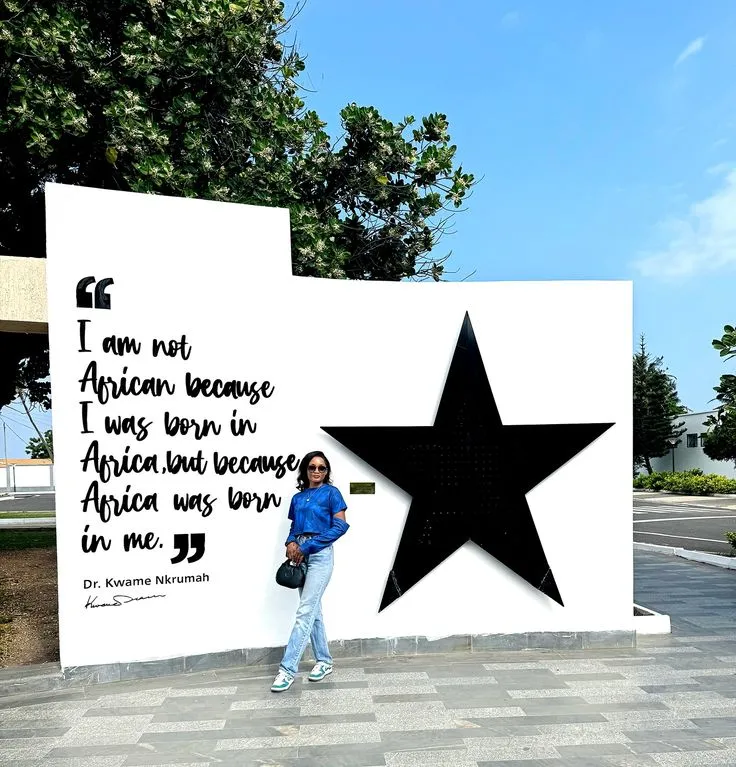 “
I am not
African because
I was born in
Africa, but because
Africa was born
in me.
”
Dr. Kwame Nkrumah